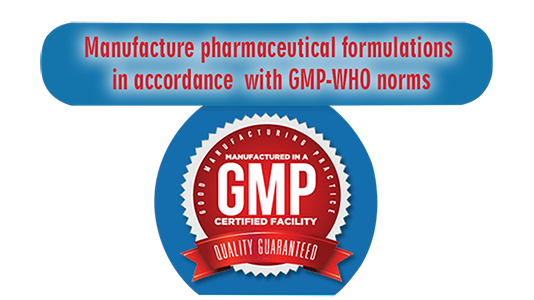 Manufacture pharmaceutical formulations
in accordance with GMP-WHO norms
GOOD MANUFACTURING PRACTICE
MANUFACTURED IN A
GMP
CERTIFIED FACILITY
QUALITY GUARANTEED